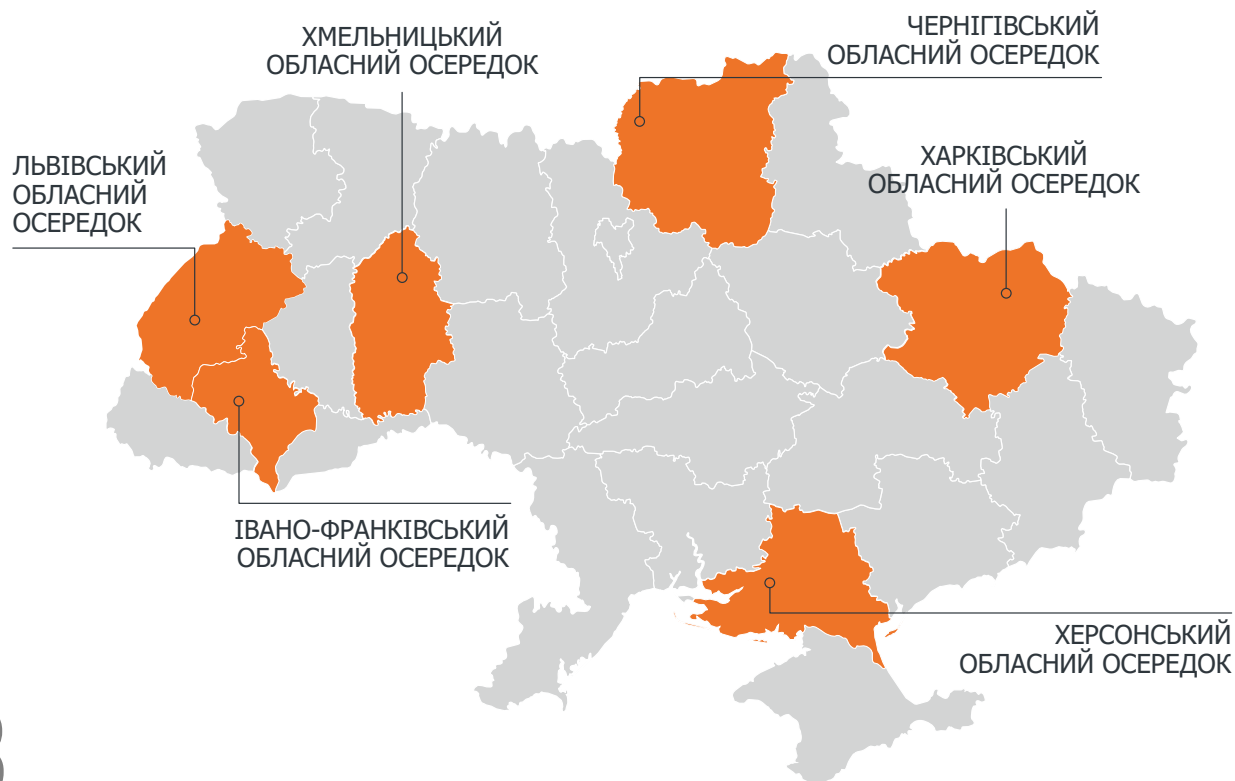 ХМЕЛЬНИЦЬКИЙ
ОБЛАСНИЙ ОСЕРЕДОК
ЧЕРНІГІВСЬКИЙ
ОБЛАСНИЙ ОСЕРЕДОК
ЛЬВІВСЬКИЙ
ОБЛАСНИЙ
ОСЕРЕДОК
ХАРКІВСЬКИЙ
ОБЛАСНИЙ ОСЕРЕДОК
ІВАНО-ФРАНКІВСЬКИЙ
ОБЛАСНИЙ ОСЕРЕДОК
ХЕРСОНСЬКИЙ
ОБЛАСНИЙ ОСЕРЕДОК